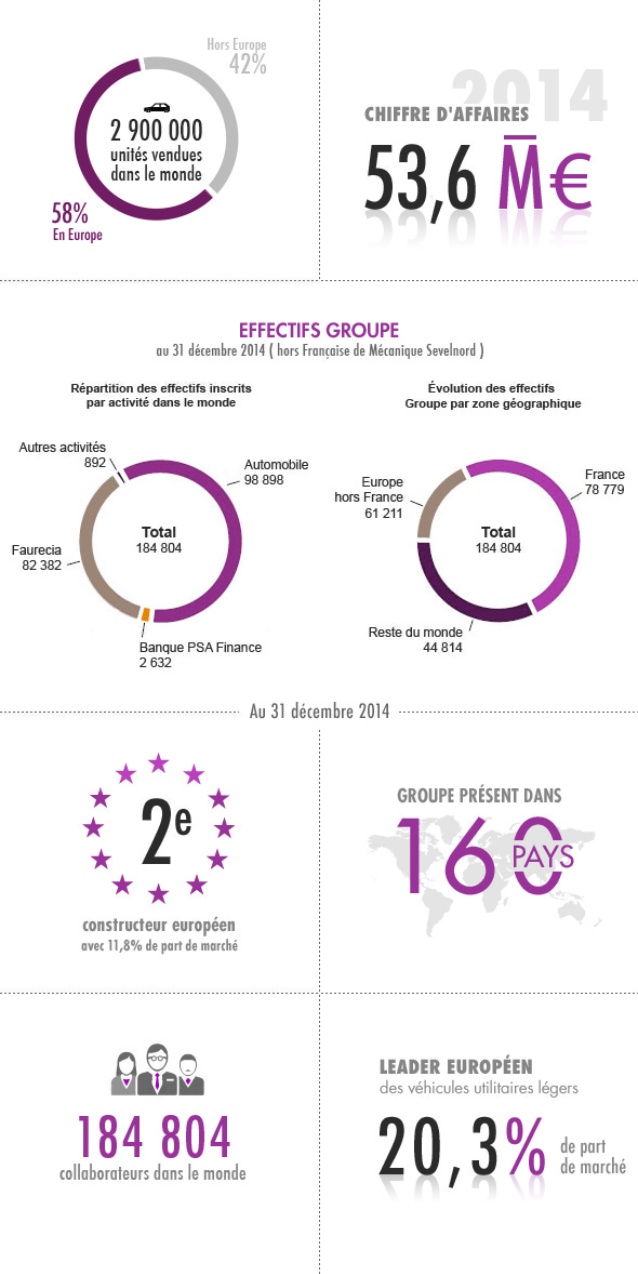 Hors Europe
42%
2 900 000
unités vendues
dans le monde
58%
En Europe
2014
CHIFFRE D'AFFAIRES
53,6 M€
EFFECTIFS GROUPE
au 31 décembre 2014 ( hors Française de Mécanique Sevelnord )
Répartition des effectifs inscrits
par activité dans le monde
Autres activités
892
Automobile
98 898
Total
184 804
Faurecia
82 382
Banque PSA Finance
2 632
Évolution des effectifs
Groupe par zone géographique
France
78 779
Europe
hors France
61 211
Total
184 804
Reste du monde
44 814
Au 31 décembre 2014
2e
constructeur européen
avec 11,8% de part de marché
GROUPE PRÉSENT DANS
160
PAYS
184 804
collaborateurs dans le monde
LEADER EUROPÉEN
des véhicules utilitaires légers
20,3%
de part
de marché